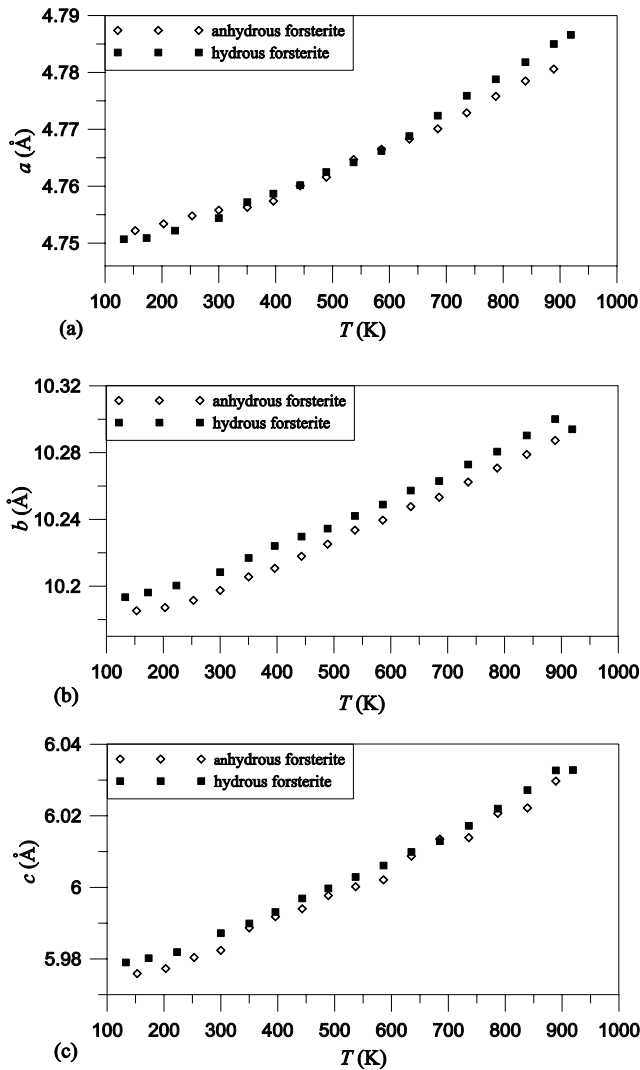 4.79
anhydrous forsterite
hydrous forsterite
4.78
4.77
a (Å)
4.76
4.75
100 200 300 400 500 600 700 800 900 1000
T (K)
(a)
10.32
anhydrous forsterite
hydrous forsterite
10.28
b (Å)
10.24
10.2
100 200 300 400 500 600 700 800 900 1000
T (K)
(b)
6.04
anhydrous forsterite
hydrous forsterite
6.02
c (Å)
6
5.98
100 200 300 400 500 600 700 800 900 1000
T (K)
(c)